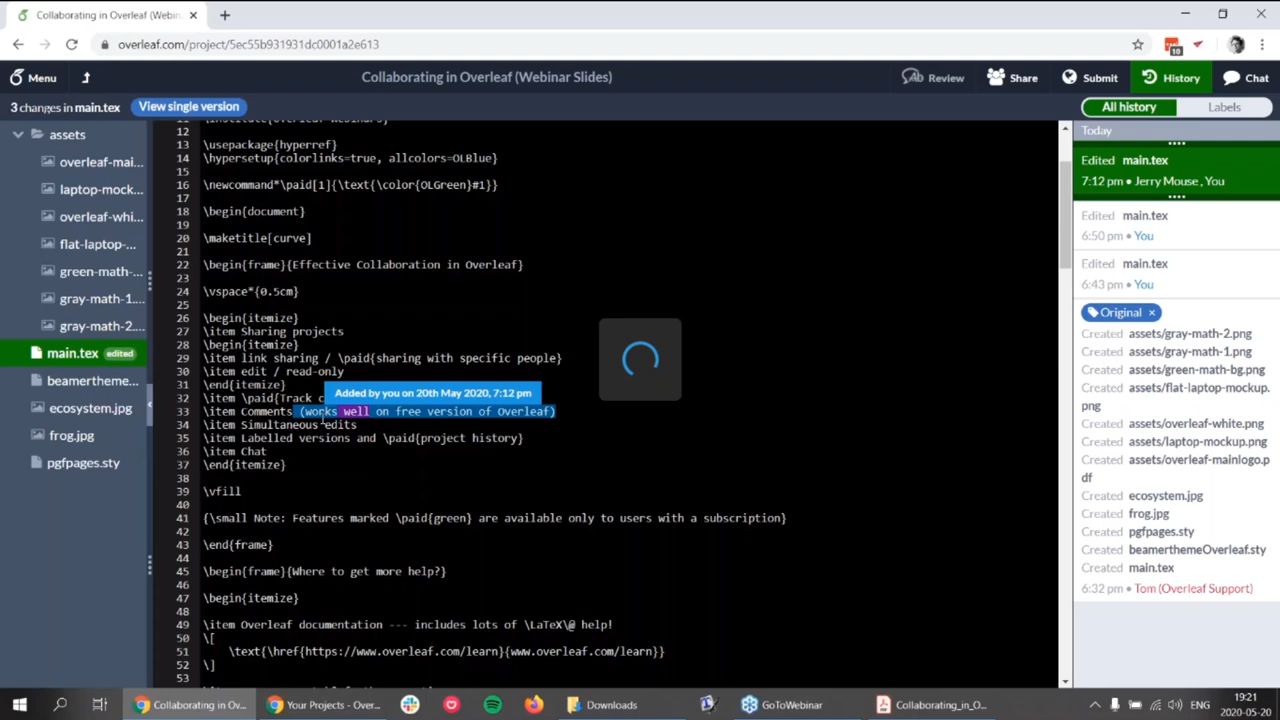 Collaborating in Overleaf (Webin
overleaf.com/project/5ec55b931931dc0001a2e613
10
Menu
Collaborating in Overleaf (Webinar Slides)
Review
Share
Submit
History
Chat
3 changes in main.tex
View single version
All history
Labels
assets
overleaf-mai...
laptop-mock...
overleaf-whi...
flat-laptop-...
green-math-...
gray-math-1....
gray-math-2....
main.tex edited
beamertheme...
ecosystem.jpg
frog.jpg
pgfpages.sty
11 \institute{Overleaf Webinars}
12
13 \usepackage{hyperref}
14 \hypersetup{colorlinks=true, allcolors=OLBlue}
15
16 \newcommand*\paid[1]{\text{\color{OLGreen}#1}}
17
18 \begin{document}
19
20 \maketitle[curve]
21
22 \begin{frame}{Effective Collaboration in Overleaf}
23
24 \vspace*{0.5cm}
25
26 \begin{itemize}
27 \item Sharing projects
28 \begin{itemize}
29 \item link sharing / \paid{sharing with specific people}
30 \item edit / read-only
31 \end{itemize}
Added by you on 20th May 2020, 7:12 pm
32 \item \paid{Track c
33 \item Comments (works well on free version of Overleaf)
34 \item Simultaneous edits
35 \item Labelled versions and \paid{project history}
36 \item Chat
37 \end{itemize}
38
39 \vfill
40
41 {\small Note: Features marked \paid{green} are available only to users with a subscription}
42
43 \end{frame}
44
45 \begin{frame}{Where to get more help?}
46
47 \begin{itemize}
48
49 \item Overleaf documentation --- includes lots of \LaTeX\@ help!
50 \[
51 \text{\href{https://www.overleaf.com/learn}{www.overleaf.com/learn}}
52 \]
53
Today
Edited main.tex
7:12 pm • Jerry Mouse , You
Edited main.tex
6:50 pm • You
Edited main.tex
6:43 pm • You
Original ×
Created assets/gray-math-2.png
Created assets/gray-math-1.png
Created assets/green-math-bg.png
Created assets/flat-laptop-mockup.
png
Created assets/overleaf-white.png
Created assets/laptop-mockup.png
Created assets/overleaf-mainlogo.p
df
Created ecosystem.jpg
Created frog.jpg
Created pgfpages.sty
Created beamerthemeOverleaf.sty
Created main.tex
6:32 pm • Tom (Overleaf Support)
Collaborating in Ov...
Your Projects - Over...
Downloads
GoToWebinar
Collaborating_in_O...
ENG
19:21
2020-05-20